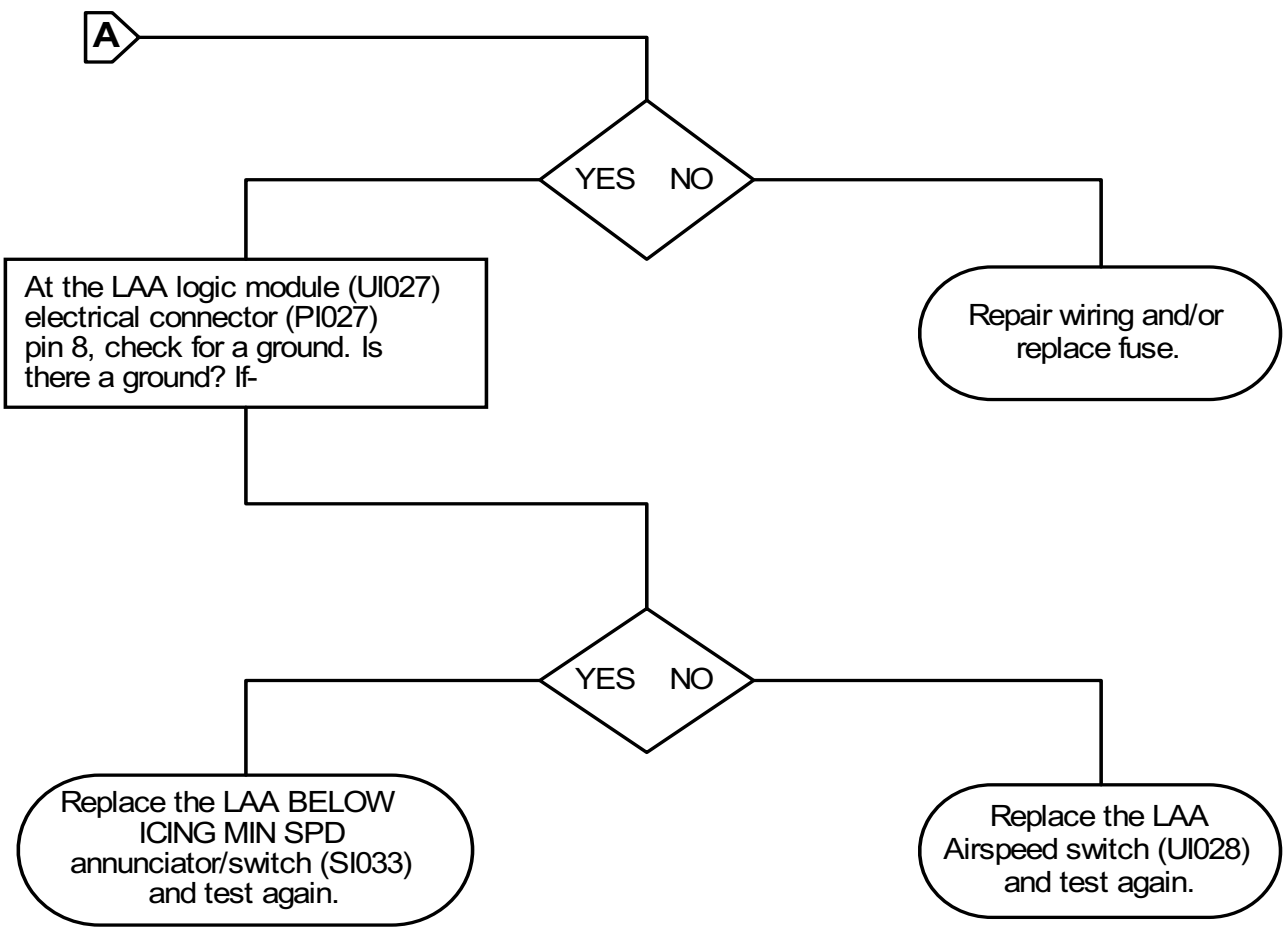 A
YES NO
At the LAA logic module (UI027)
electrical connector (PI027)
pin 8, check for a ground. Is
there a ground? If-
Repair wiring and/or
replace fuse.
YES NO
Replace the LAA BELOW
ICING MIN SPD
annunciator/switch (SI033)
and test again.
Replace the LAA
Airspeed switch (UI028)
and test again.